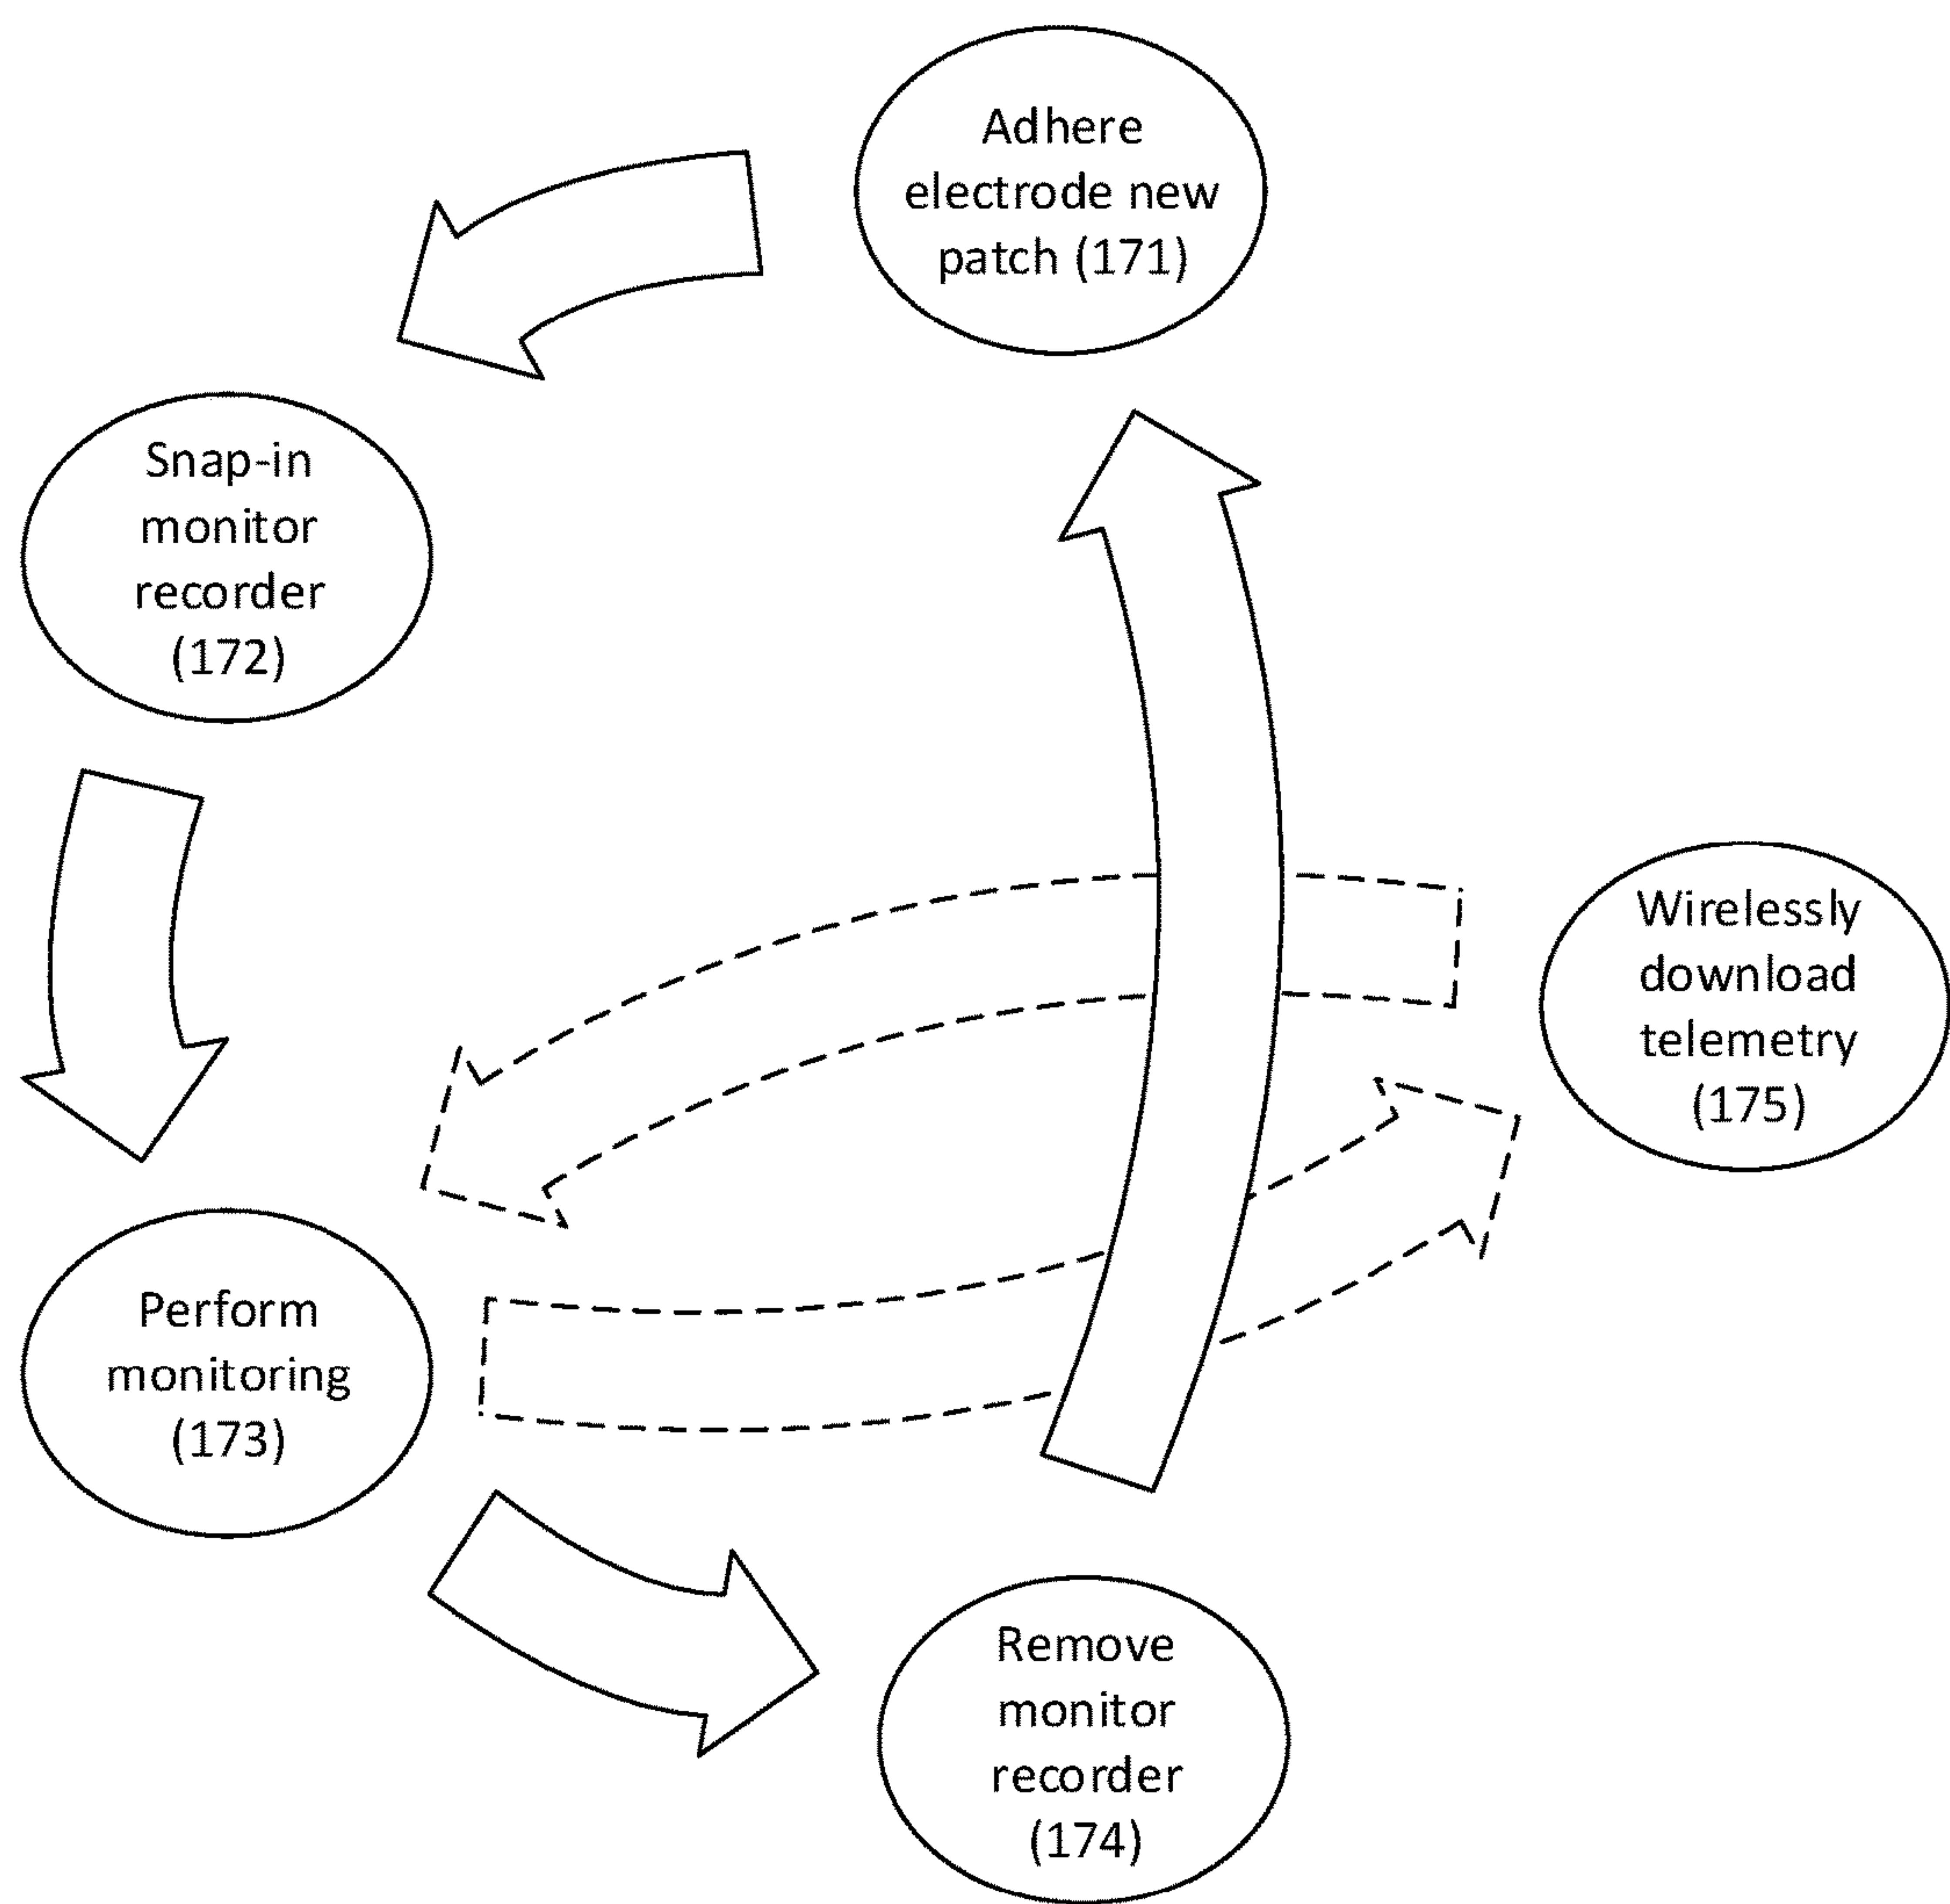 Adhere
electrode new
patch (171)
Snap-in
monitor
recorder
(172)
Wirelessly
download
telemetry
(175)
Perform
monitoring
(173)
Remove
monitor
recorder
(174)